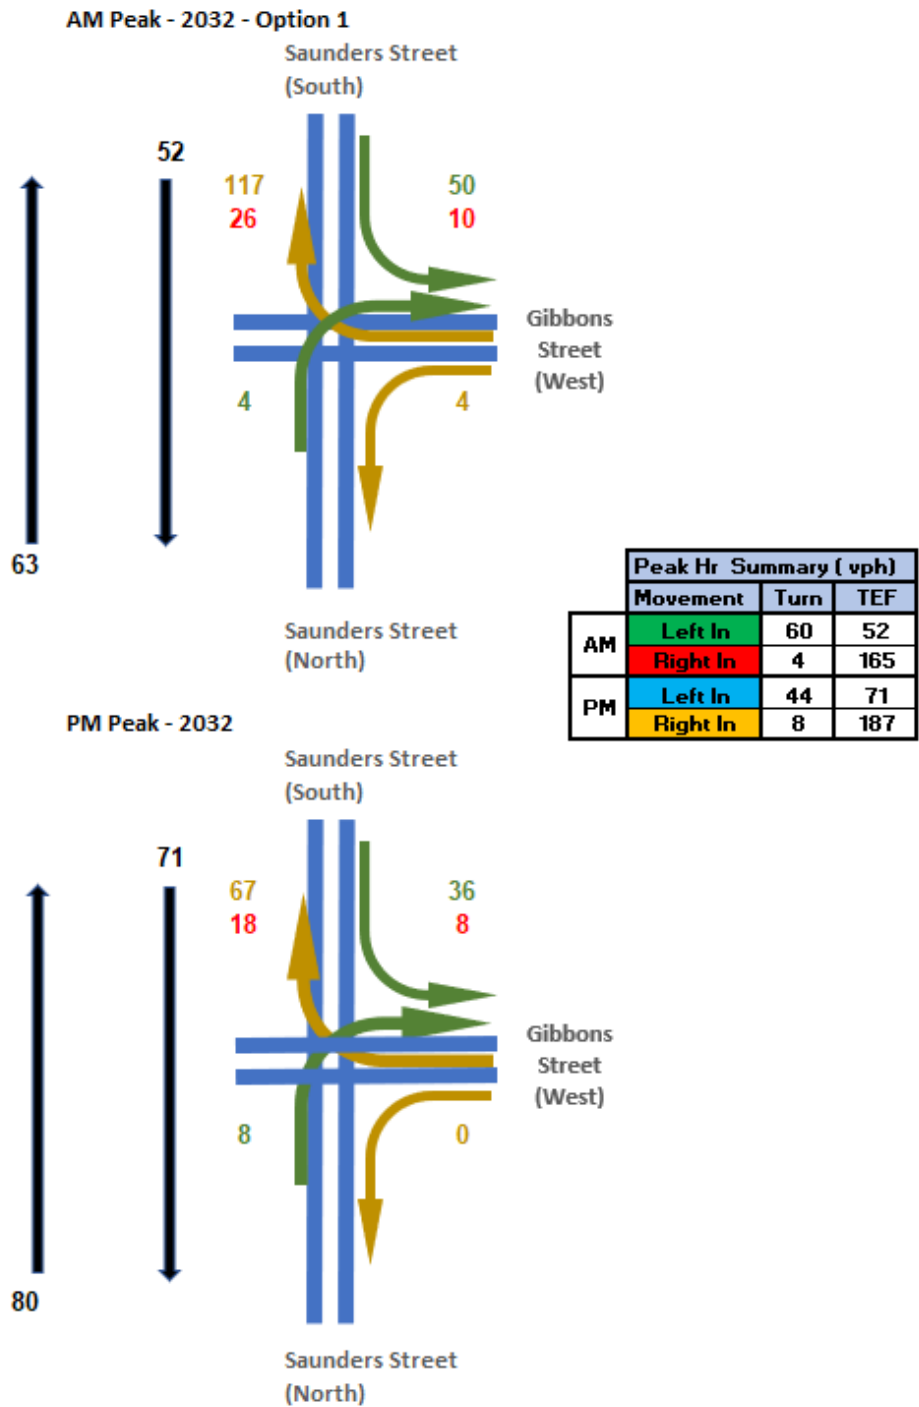 AM Peak - 2032 - Option 1
Saunders Street
(South)
52
117
50
26
10
Gibbons
Street
(West)
4
4
63
Saunders Street
(North)
Peak Hr Summary ( vph)
Movement Turn TEF
AM
Left In 60 52
Right In 4 165
PM
Left In 44 71
Right In 8 187
PM Peak - 2032
Saunders Street
(South)
71
67
36
18
8
Gibbons
Street
(West)
8
0
80
Saunders Street
(North)